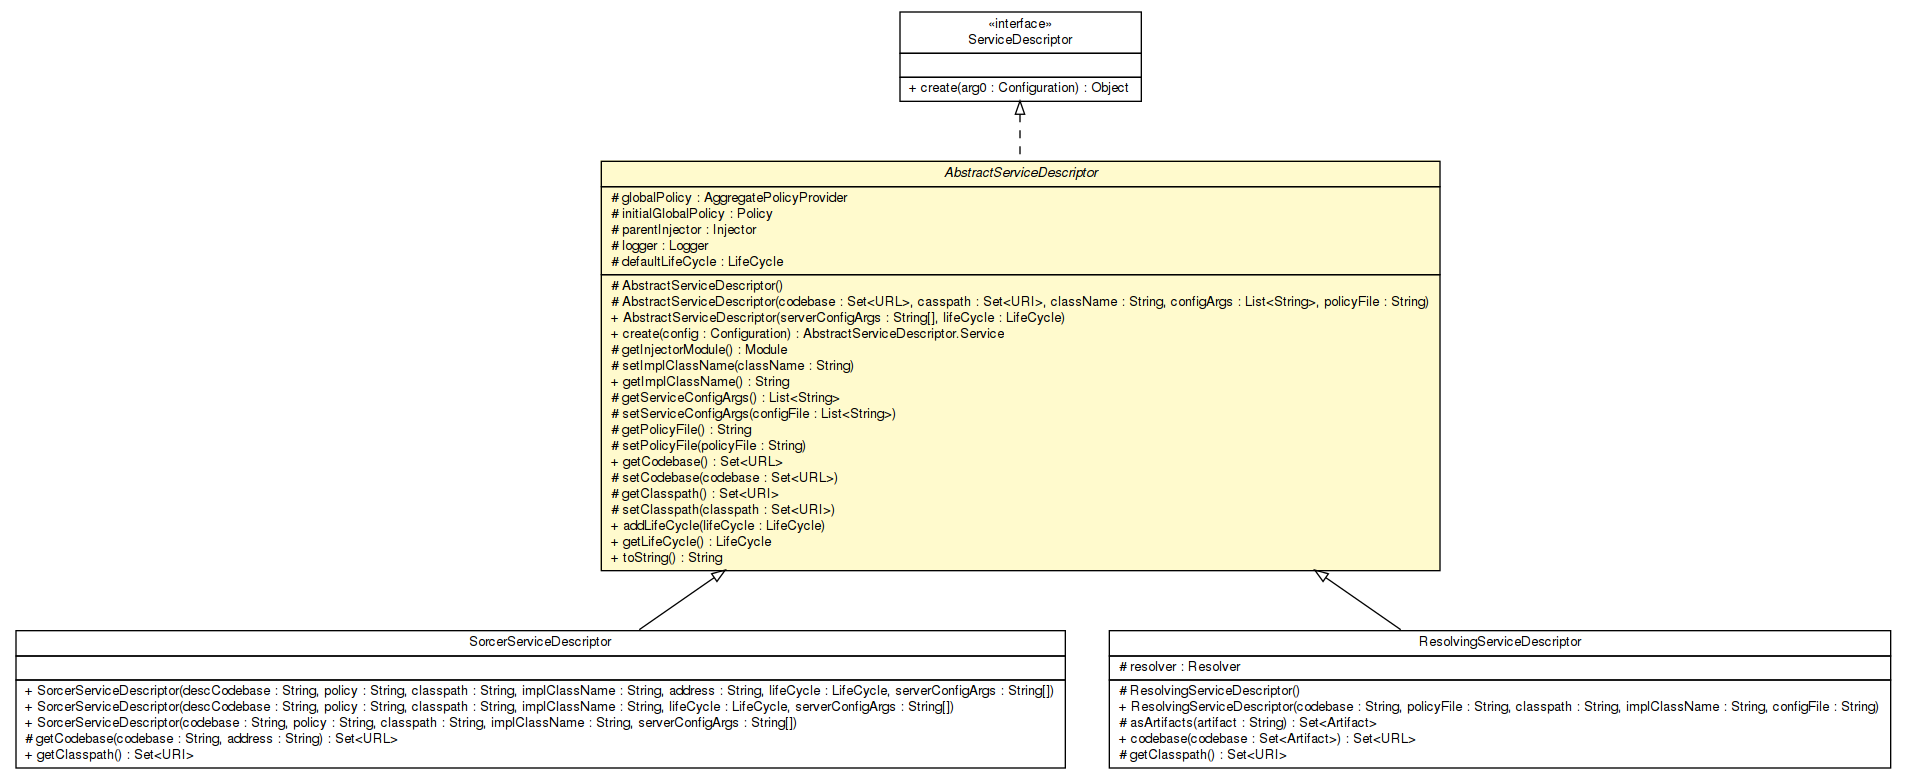 «interface»
ServiceDescriptor
+ create(arg0 : Configuration) : Object
AbstractServiceDescriptor
# globalPolicy : AggregatePolicyProvider
# initialGlobalPolicy : Policy
# parentInjector : Injector
# logger : Logger
# defaultLifeCycle : LifeCycle
# AbstractServiceDescriptor()
# AbstractServiceDescriptor(codebase : Set<URL>, casspath : Set<URI>, className : String, configArgs : List<String>, policyFile : String)
+ AbstractServiceDescriptor(serverConfigArgs : String[], lifeCycle : LifeCycle)
+ create(config : Configuration) : AbstractServiceDescriptor.Service
# getInjectorModule() : Module
# setImplClassName(className : String)
+ getImplClassName() : String
# getServiceConfigArgs() : List<String>
# setServiceConfigArgs(configFile : List<String>)
# getPolicyFile() : String
# setPolicyFile(policyFile : String)
+ getCodebase() : Set<URL>
# setCodebase(codebase : Set<URL>)
# getClasspath() : Set<URI>
# setClasspath(classpath : Set<URI>)
+ addLifeCycle(lifeCycle : LifeCycle)
+ getLifeCycle() : LifeCycle
+ toString() : String
SorcerServiceDescriptor
+ SorcerServiceDescriptor(descCodebase : String, policy : String, classpath : String, implClassName : String, address : String, lifeCycle : LifeCycle, serverConfigArgs : String[])
+ SorcerServiceDescriptor(descCodebase : String, policy : String, classpath : String, implClassName : String, lifeCycle : LifeCycle, serverConfigArgs : String[])
+ SorcerServiceDescriptor(codebase : String, policy : String, classpath : String, implClassName : String, serverConfigArgs : String[])
# getCodebase(codebase : String, address : String) : Set<URL>
+ getClasspath() : Set<URI>
ResolvingServiceDescriptor
# resolver : Resolver
# ResolvingServiceDescriptor()
+ ResolvingServiceDescriptor(codebase : String, policyFile : String, classpath : String, implClassName : String, configFile : String)
# asArtifacts(artifact : String) : Set<Artifact>
+ codebase(codebase : Set<Artifact>) : Set<URL>
# getClasspath() : Set<URI>